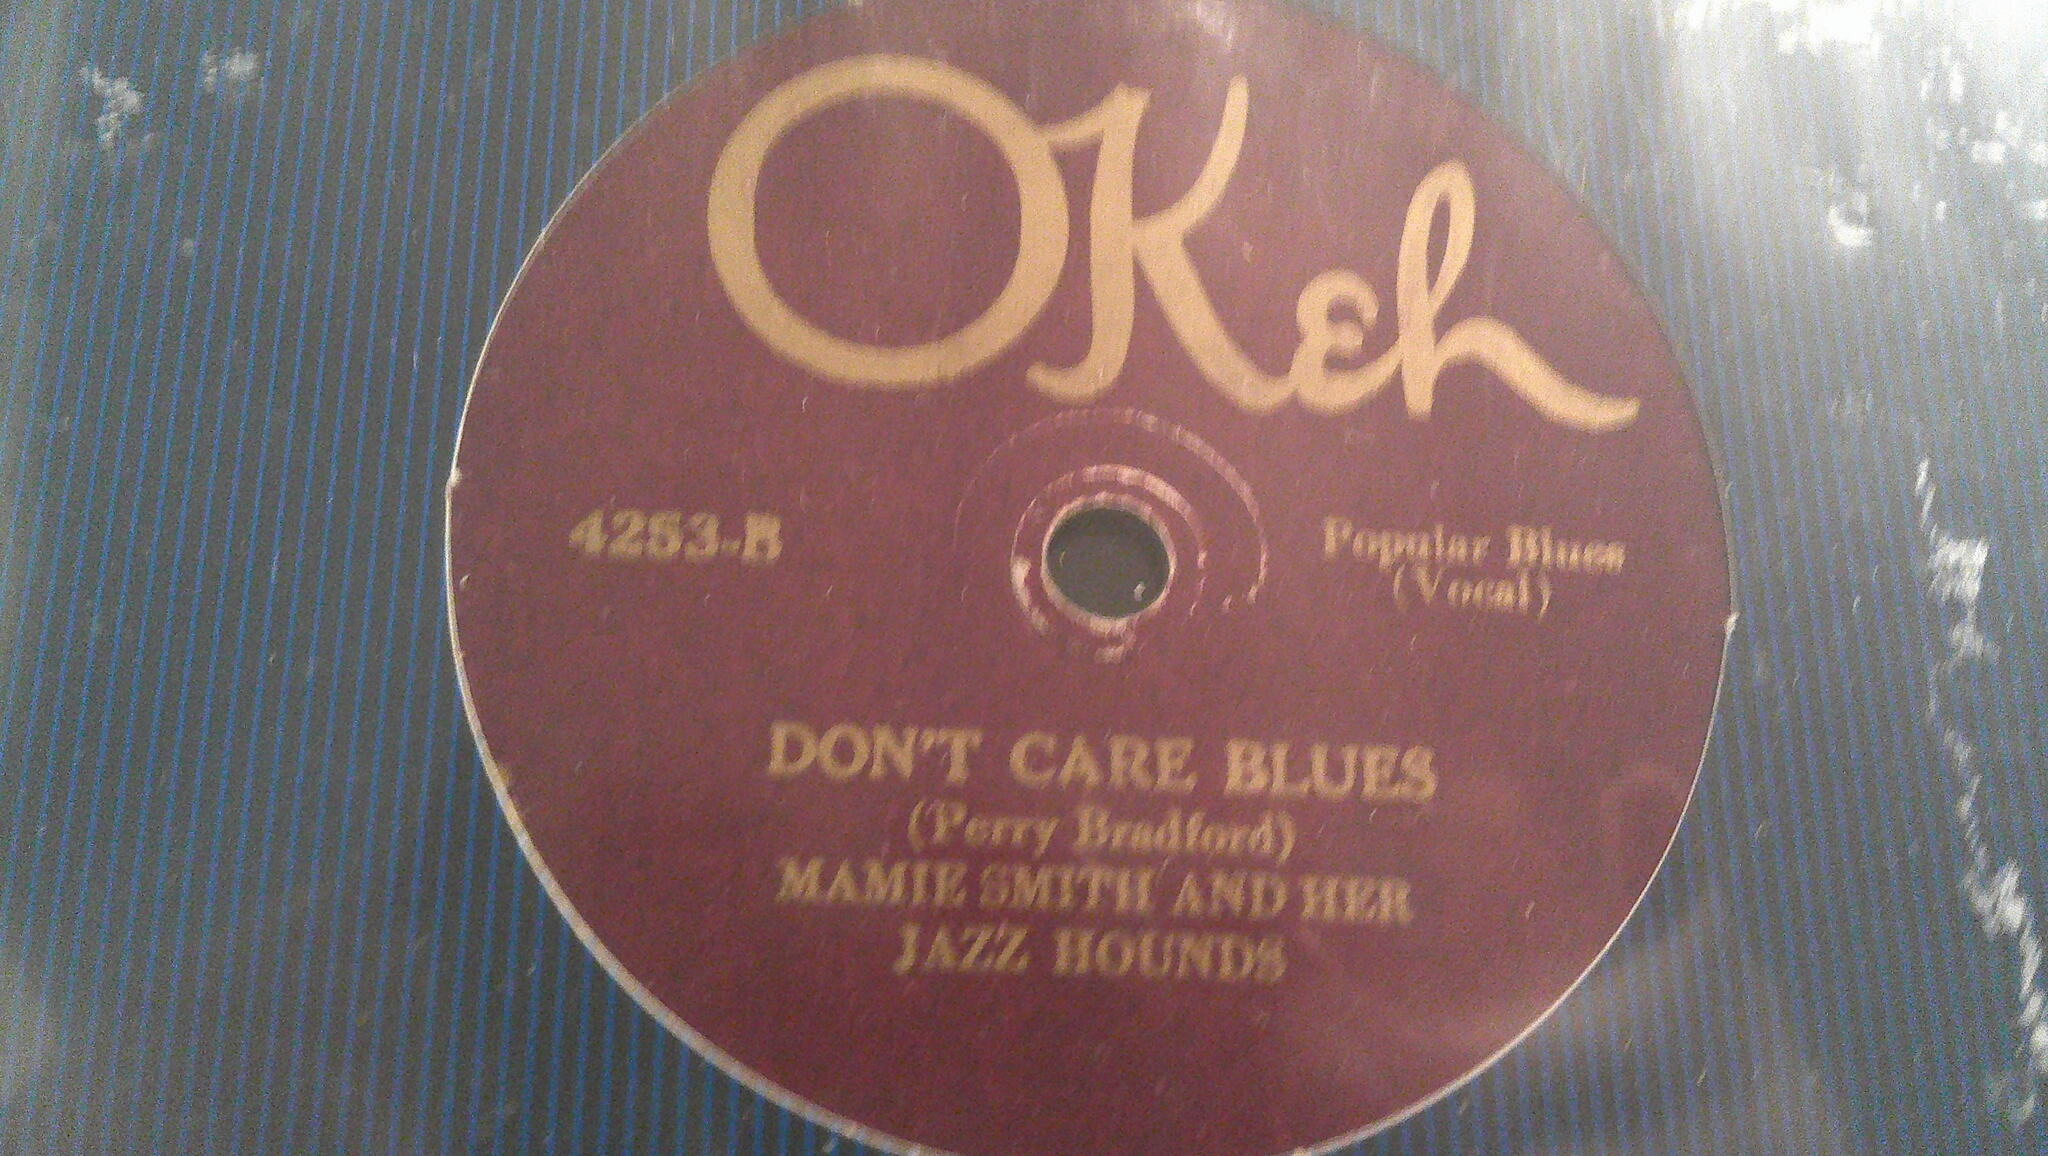 OKeh
4253-B
Popular Blues
(Vocal)
DON'T CARE BLUES
(Perry Bradford)
MAMIE SMITH AND HER
JAZZ HOUNDS